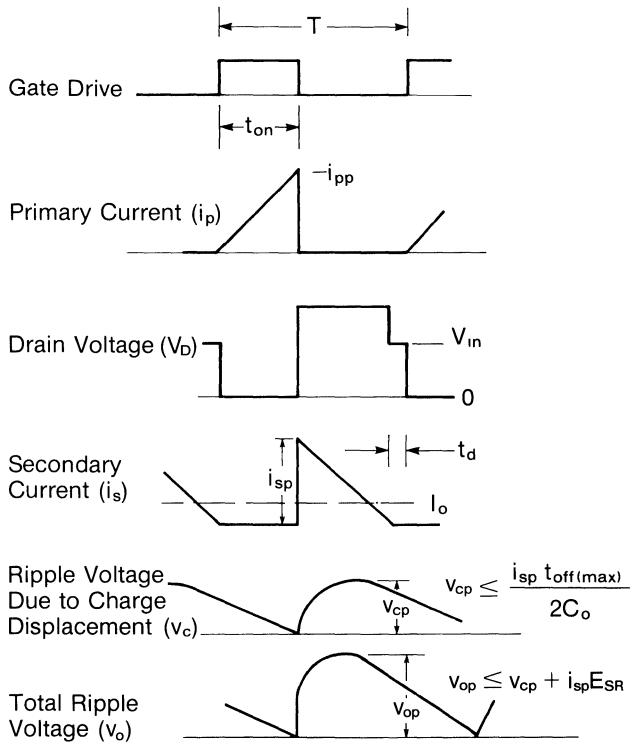 T
Gate Drive
t_on
Primary Current (i_p)
-i_pp
Drain Voltage (V_D)
V_in
0
t_d
Secondary
Current (i_s)
i_sp
I_o
Ripple Voltage
Due to Charge
Displacement (v_c)
v_cp
v_cp ≤ i_sp t_off(max)
2C_o
Total Ripple
Voltage (v_o)
v_op
v_op ≤ v_cp + i_sp E_SR